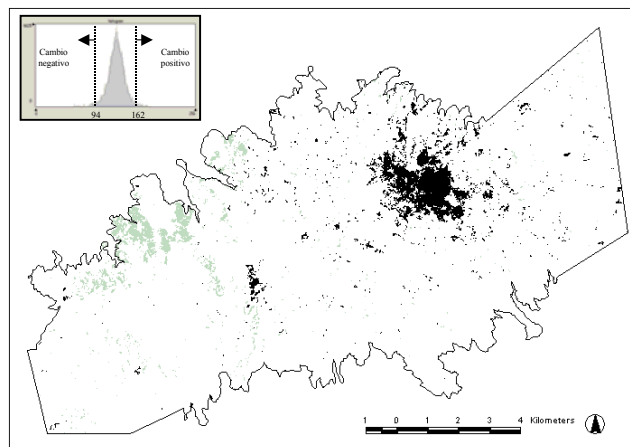 Cambio
negativo
Cambio
positivo
94 162
1 0 1 2 3 4 Kilometers